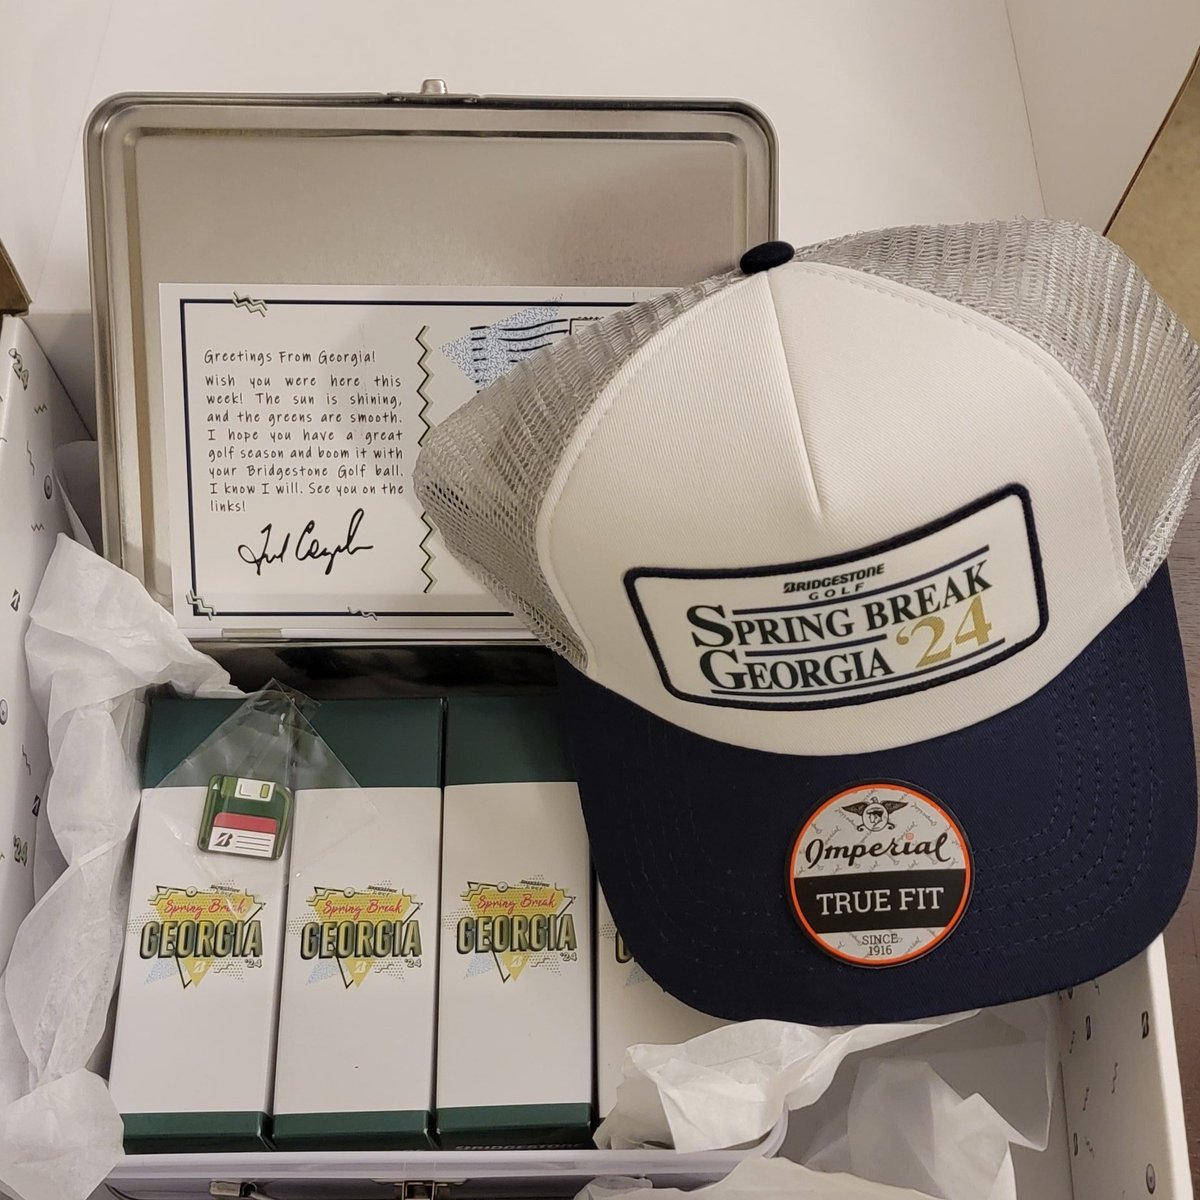 Greetings From Georgia!
Wish you were here this
week! The sun is shining,
and the greens are smooth.
I hope you have a great
golf season and boom it with
your Bridgestone Golf ball.
I know I will. See you on the
links!
BRIDGESTONE
GOLF
SPRING BREAK
GEORGIA '24
Imperial
TRUE FIT
SINCE
1916
Spring Break
GEORGIA
'24
Spring Break
GEORGIA
'24
Spring Break
GEORGIA
'24
BRIDGESTONE
'24
'24